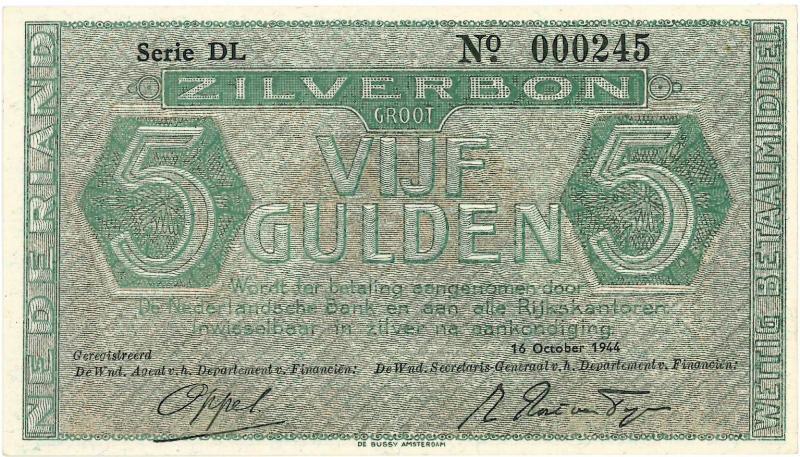 Serie DL
Nº. 000245
ZILVERBON
GROOT
5
VIJF
GULDEN
5
Wordt ter betaling aangenomen door
De Nederlandsche Bank en aan alle Rijkskantoren.
Inwisselbaar in zilver na aankondiging
16 October 1944
Geregistreerd
De Wnd. Agent v. h. Departement v. Financiën:
De Wnd. Secretaris-Generaal v. h. Departement v. Financiën:
Oppel
DE BUSSY AMSTERDAM
NEDERLAND
WETTIG BETAALMIDDEL